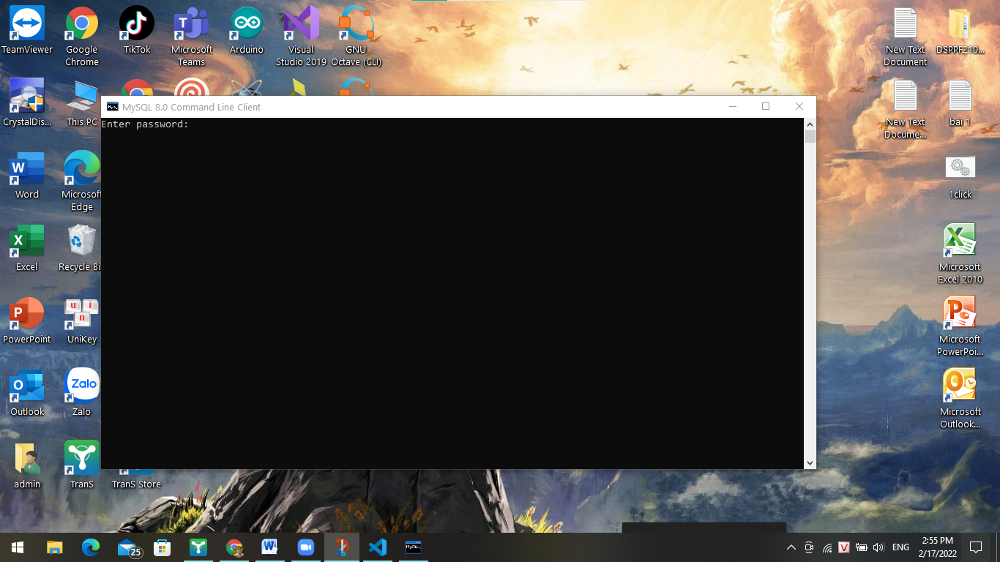 TeamViewer
Google
Chrome
TikTok
Microsoft
Teams
Arduino
Visual
Studio 2019
GNU
Octave (CLI)
New Text
Document
DSPPF210...
CrystalDis...
This PC
New Text
Docume...
bài 1
MySQL 8.0 Command Line Client
Enter password:
Word
Microsoft
Edge
1click
Excel
Recycle Bi
Microsoft
Excel 2010
PowerPoint
u i
n
UniKey
Microsoft
PowerPoi...
Outlook
Zalo
Zalo
Microsoft
Outlook...
admin
TranS
TranS Store
25
ENG
2:55 PM
2/17/2022